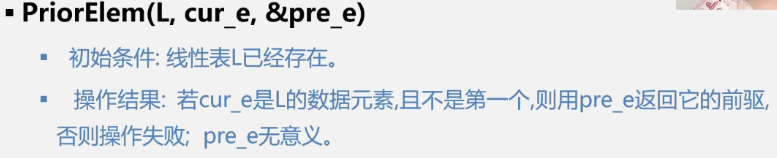 ▪ PriorElem(L, cur_e, &pre_e)
▪ 初始条件: 线性表L已经存在。
▪ 操作结果: 若cur_e是L的数据元素,且不是第一个,则用pre_e返回它的前驱,
否则操作失败; pre_e无意义。